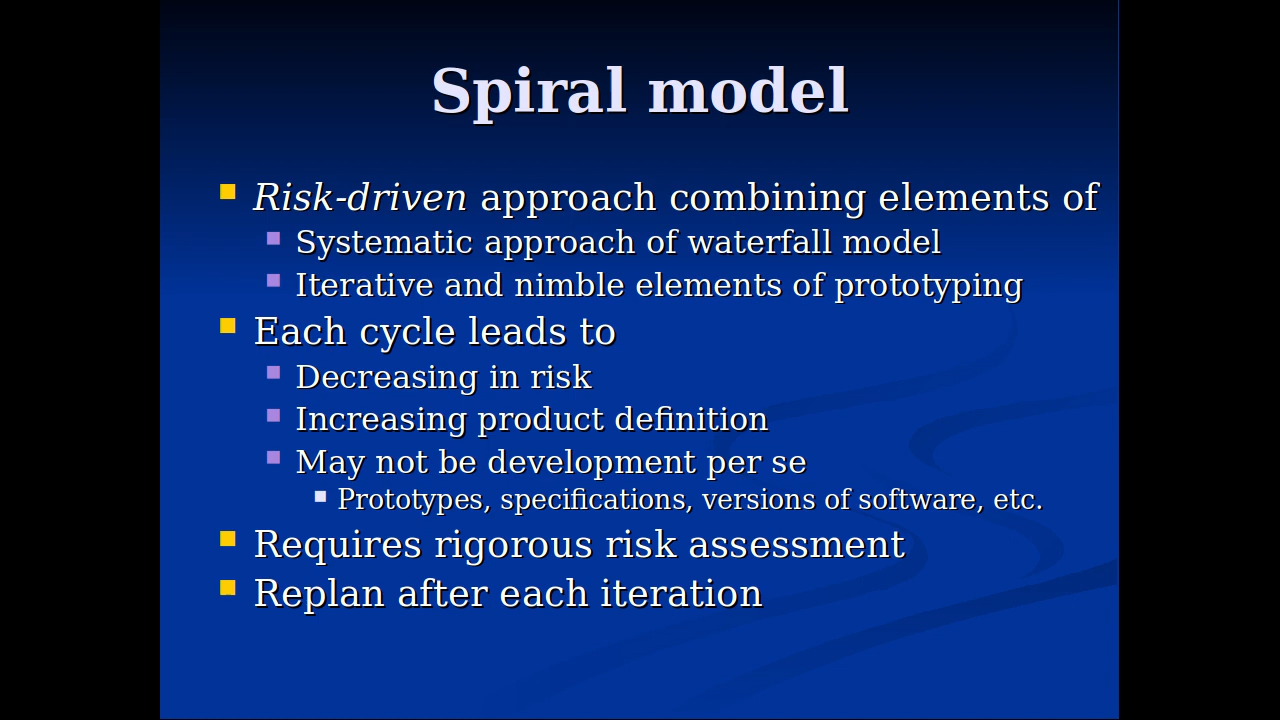 Spiral model
Risk-driven approach combining elements of
Systematic approach of waterfall model
Iterative and nimble elements of prototyping
Each cycle leads to
Decreasing in risk
Increasing product definition
May not be development per se
Prototypes, specifications, versions of software, etc.
Requires rigorous risk assessment
Replan after each iteration